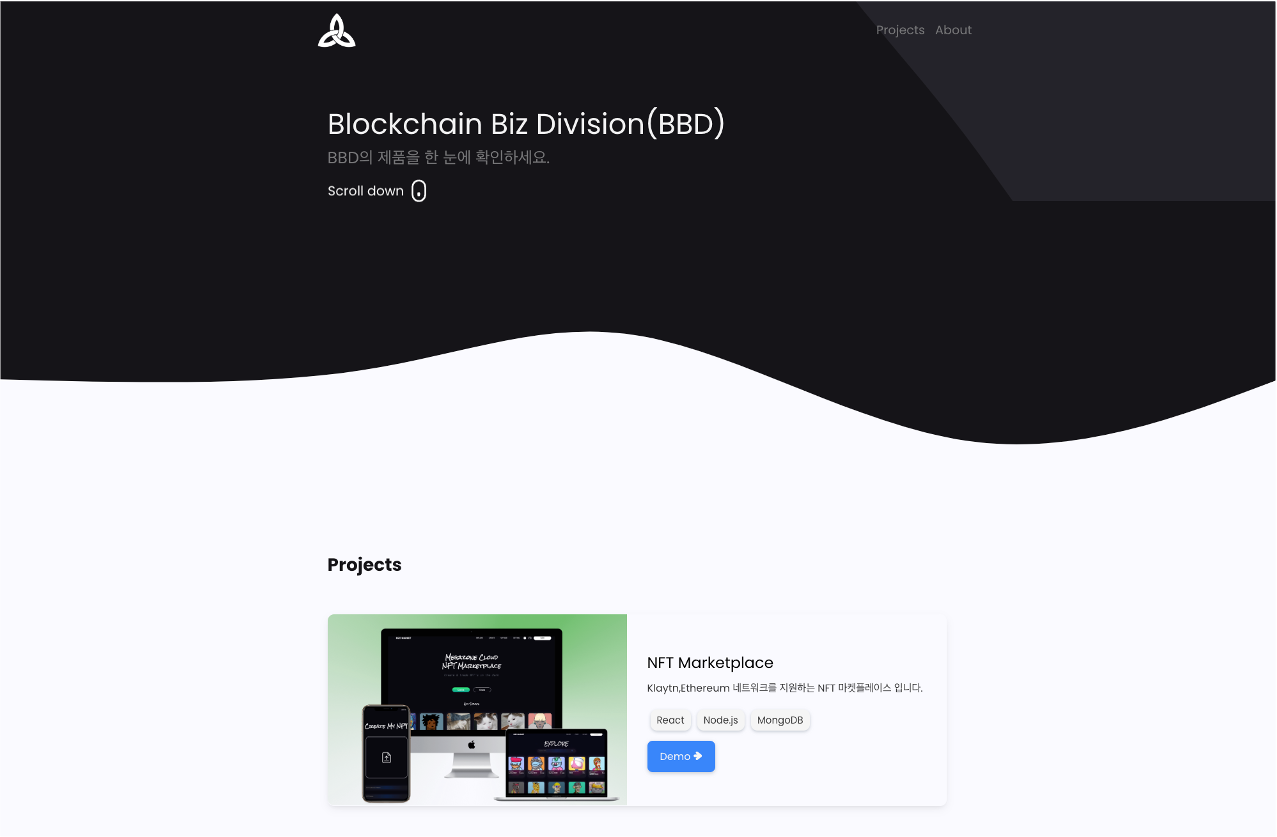 Projects About
Blockchain Biz Division(BBD)
BBD의 제품을 한 눈에 확인하세요.
Scroll down
Projects
Megazone Cloud
NFT Marketplace
Create My NFT
EXPLORE
NFT Marketplace
Klaytn,Ethereum 네트워크를 지원하는 NFT 마켓플레이스 입니다.
React Node.js MongoDB
Demo